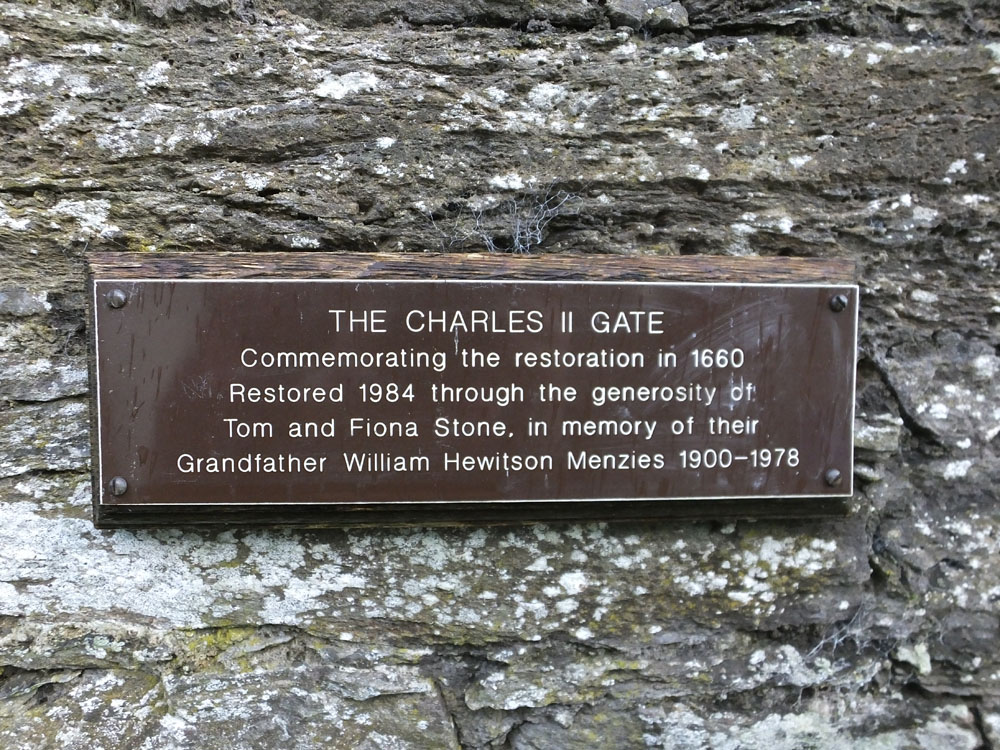 THE CHARLES II GATE
Commemorating the restoration in 1660
Restored 1984 through the generosity of
Tom and Fiona Stone, in memory of their
Grandfather William Hewitson Menzies 1900-1978